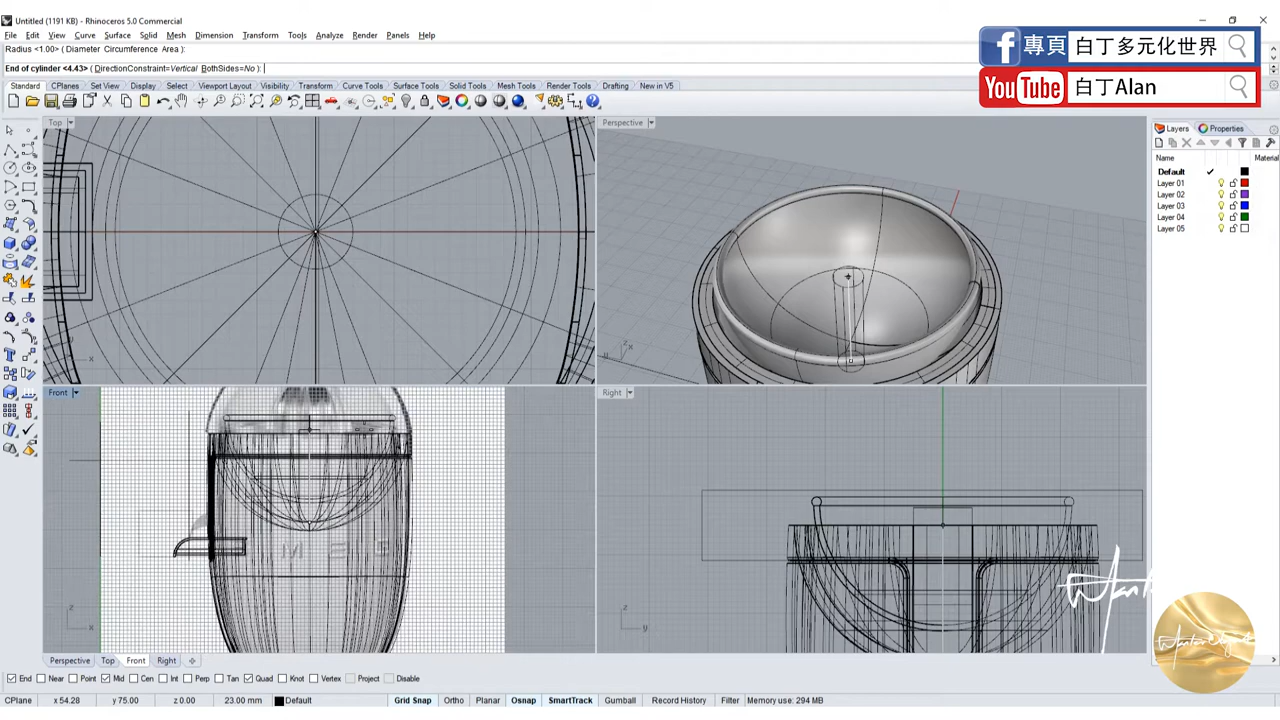 Untitled (1191 KB) - Rhinoceros 5.0 Commercial
File Edit View Curve Surface Solid Mesh Dimension Transform Tools Analyze Render Panels Help
Radius <1.00> ( Diameter Circumference Area ):
End of cylinder <4.43> ( DirectionConstraint=Vertical BothSides=No ):
專頁 白丁多元化世界
YouTube 白丁Alan
Standard CPlanes Set View Display Select Viewport Layout Visibility Transform Curve Tools Surface Tools Solid Tools Mesh Tools Render Tools Drafting New in V5
Top
Perspective
Layers Properties
Name Material
Default
Layer 01
Layer 02
Layer 03
Layer 04
Layer 05
x
y
x
Front
Right
z
x
z
y
Perspective Top Front Right
End Near Point Mid Cen Int Perp Tan Quad Knot Vertex Project Disable
CPlane x 54.28 y 75.00 z 0.00 23.00 mm Default Grid Snap Ortho Planar Osnap SmartTrack Gumball Record History Filter Memory use: 294 MB